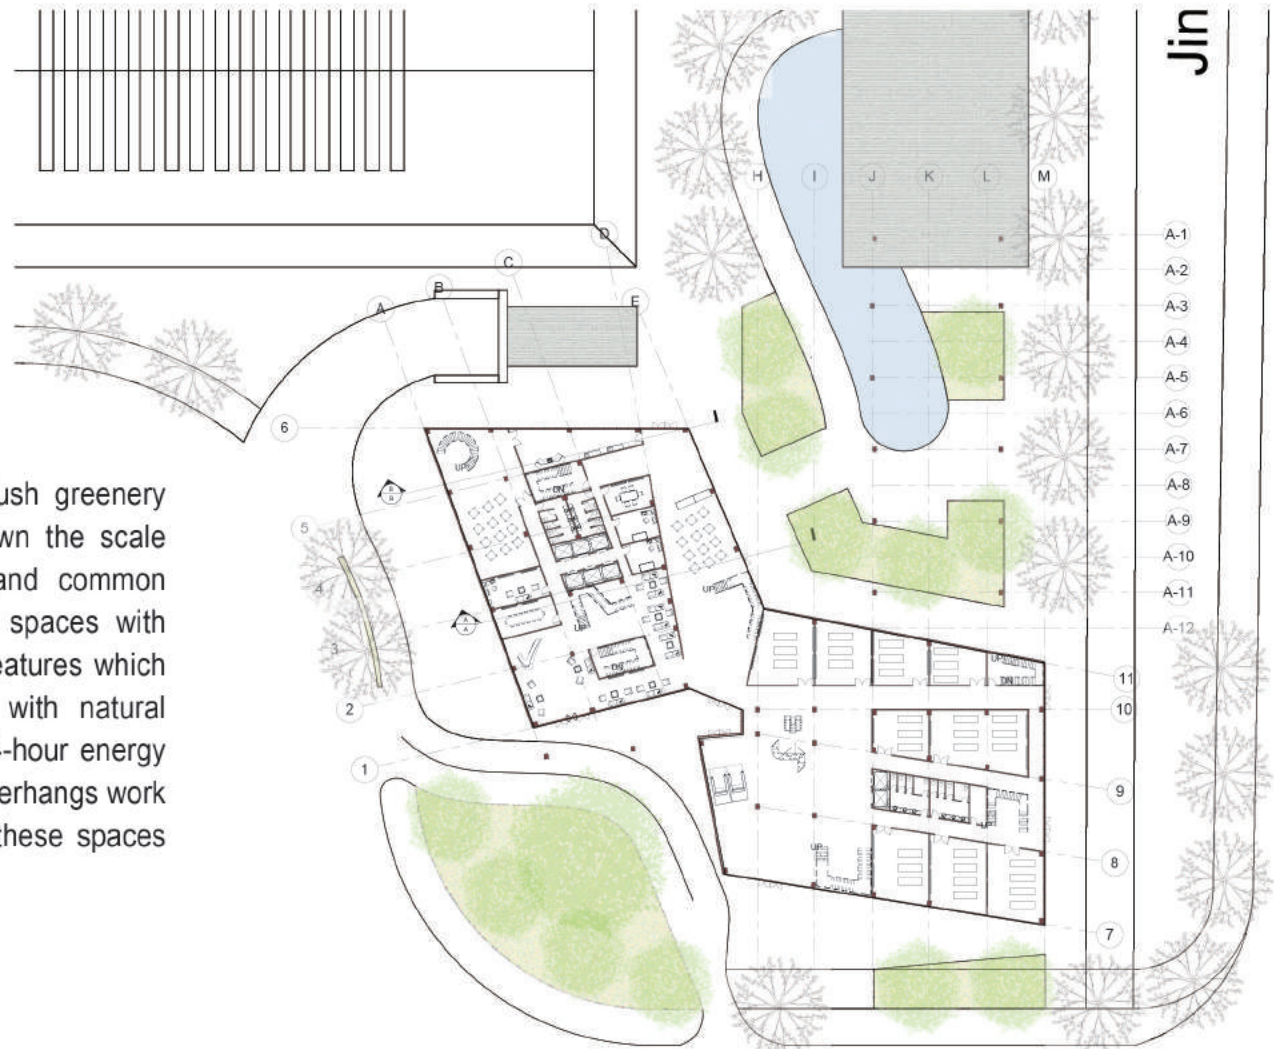 Jin
H I J K L M
A-1
A-2
A-3
A-4
A-5
A-6
A-7
A-8
A-9
A-10
A-11
A-12
A B C D E
6
5
4
3
2
1
UP
DN
UP
UP
DN
UP
DN
UP
B
B
A
A
11
10
9
8
7
ush greenery
wn the scale
and common
spaces with
eatures which
with natural
-hour energy
erhangs work
these spaces